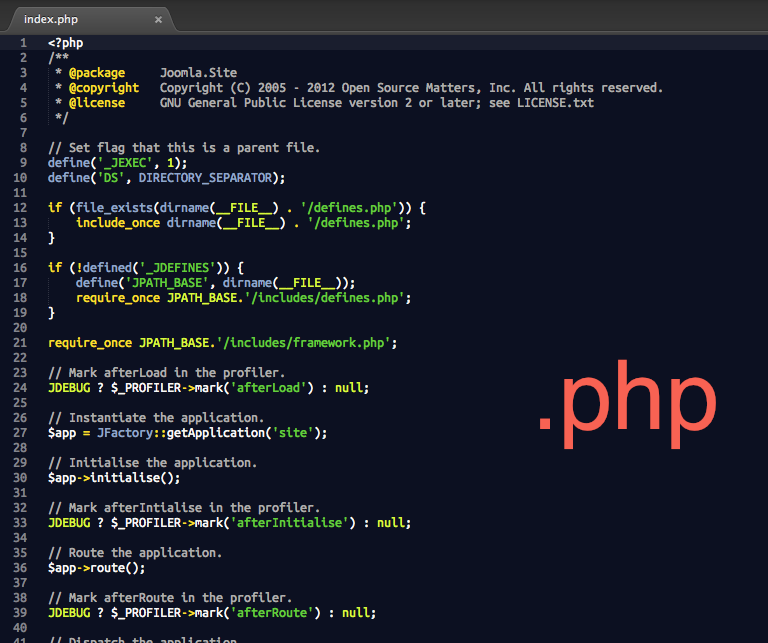 index.php ×
1 <?php
2 /**
3 * @package Joomla.Site
4 * @copyright Copyright (C) 2005 - 2012 Open Source Matters, Inc. All rights reserved.
5 * @license GNU General Public License version 2 or later; see LICENSE.txt
6 */
7
8 // Set flag that this is a parent file.
9 define('_JEXEC', 1);
10 define('DS', DIRECTORY_SEPARATOR);
11
12 if (file_exists(dirname(__FILE__) . '/defines.php')) {
13 include_once dirname(__FILE__) . '/defines.php';
14 }
15
16 if (!defined('_JDEFINES')) {
17 define('JPATH_BASE', dirname(__FILE__));
18 require_once JPATH_BASE.'/includes/defines.php';
19 }
20
21 require_once JPATH_BASE.'/includes/framework.php';
22
23 // Mark afterLoad in the profiler.
24 JDEBUG ? $_PROFILER->mark('afterLoad') : null;
25
26 // Instantiate the application.
27 $app = JFactory::getApplication('site');
28
29 // Initialise the application.
30 $app->initialise();
31
32 // Mark afterIntialise in the profiler.
33 JDEBUG ? $_PROFILER->mark('afterInitialise') : null;
34
35 // Route the application.
36 $app->route();
37
38 // Mark afterRoute in the profiler.
39 JDEBUG ? $_PROFILER->mark('afterRoute') : null;
40
41 // Dispatch the application.
.php